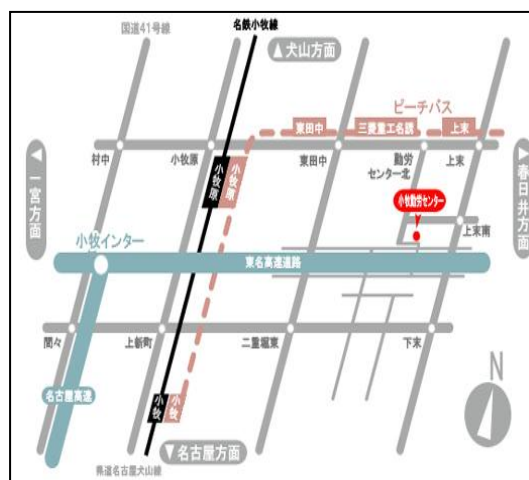 国道41号線
名鉄小牧線
▲犬山方面
ピーチバス
東田中
三菱重工名誘
上末
村中
小牧原
東田中
勤労
センター北
上末
◀一宮方面
▶春日井方面
小牧原
小牧原
小牧勤労センター
上末南
小牧インター
東名高速道路
間々
上新町
二重堀東
下末
N
名古屋高速
小牧
小牧
▼名古屋方面
県道名古屋犬山線